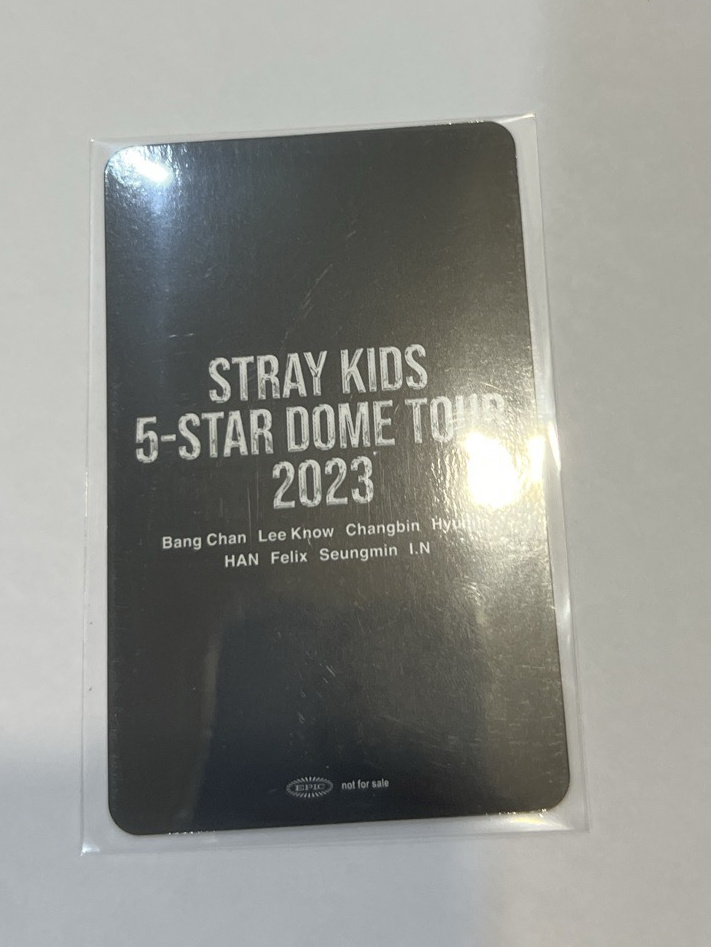 STRAY KIDS
5-STAR DOME TOUR
2023
Bang Chan Lee Know Changbin
HAN Felix Seungmin I.N
EPIC not for sale